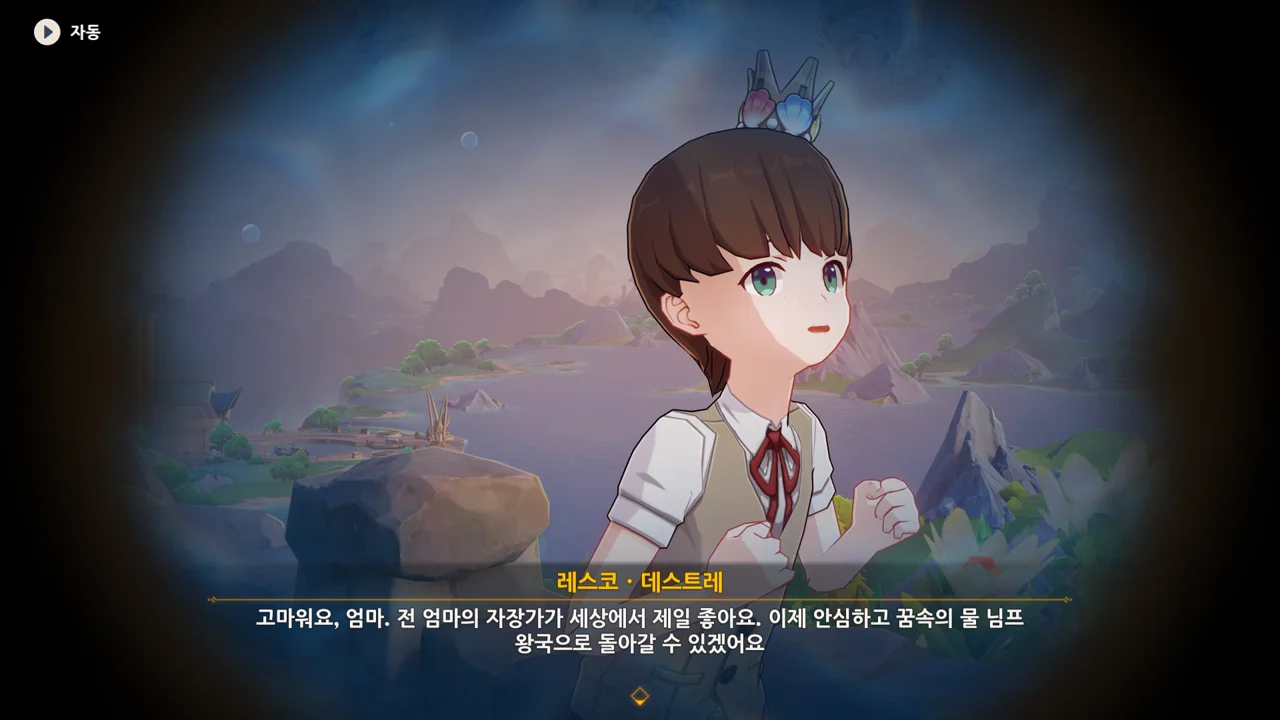 자동
레스코・데스트레
고마워요, 엄마. 전 엄마의 자장가가 세상에서 제일 좋아요. 이제 안심하고 꿈속의 물 님프
왕국으로 돌아갈 수 있겠어요